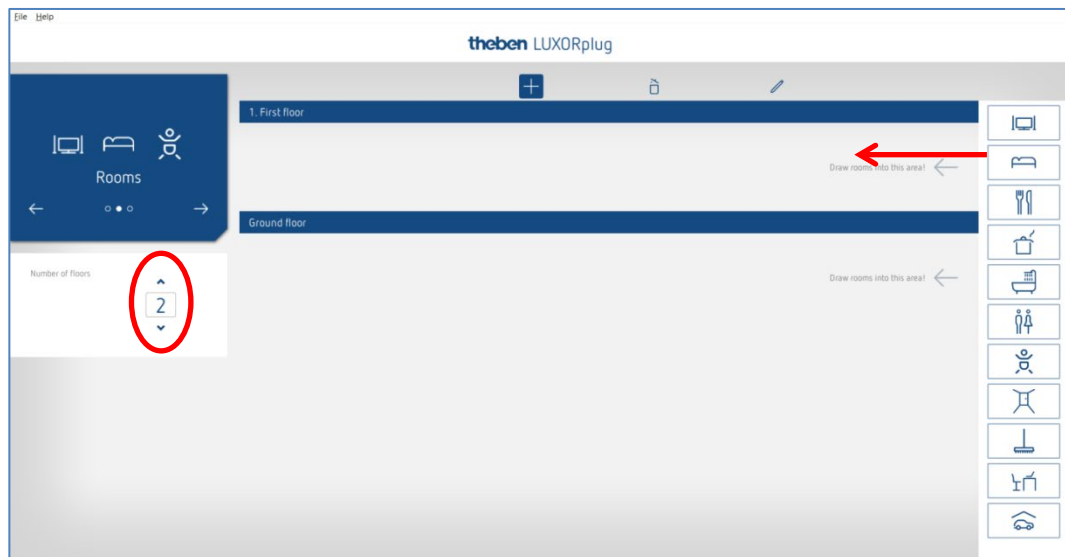 File Help
theben LUXORplug
1. First floor
Draw rooms into this area!
Rooms
Ground floor
Number of floors
2
Draw rooms into this area!